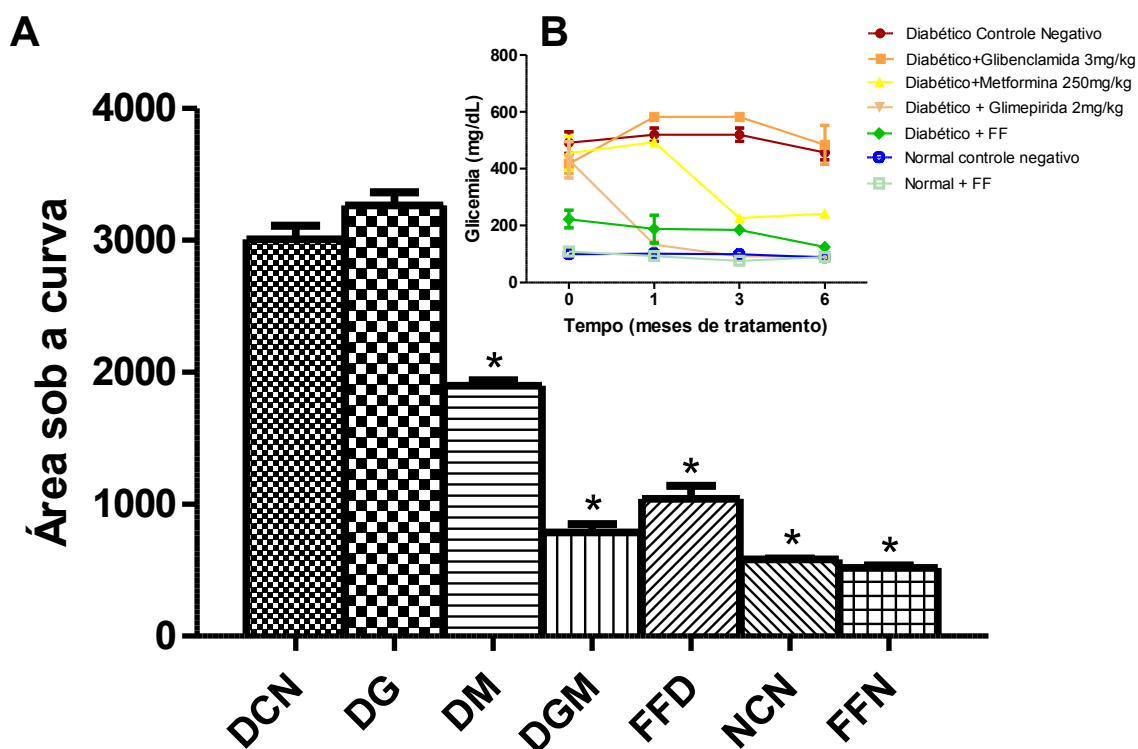 A
Área sob a curva
4000
3000
2000
1000
0
*
*
*
*
*
DCN
DG
DM
DGM
FFD
NCN
FFN
B
Glicemia (mg/dL)
800
600
400
200
0
0
1
3
6
Tempo (meses de tratamento)
Diabético Controle Negativo
Diabético+Glibenclamida 3mg/kg
Diabético+Metformina 250mg/kg
Diabético + Glimepirida 2mg/kg
Diabético + FF
Normal controle negativo
Normal + FF